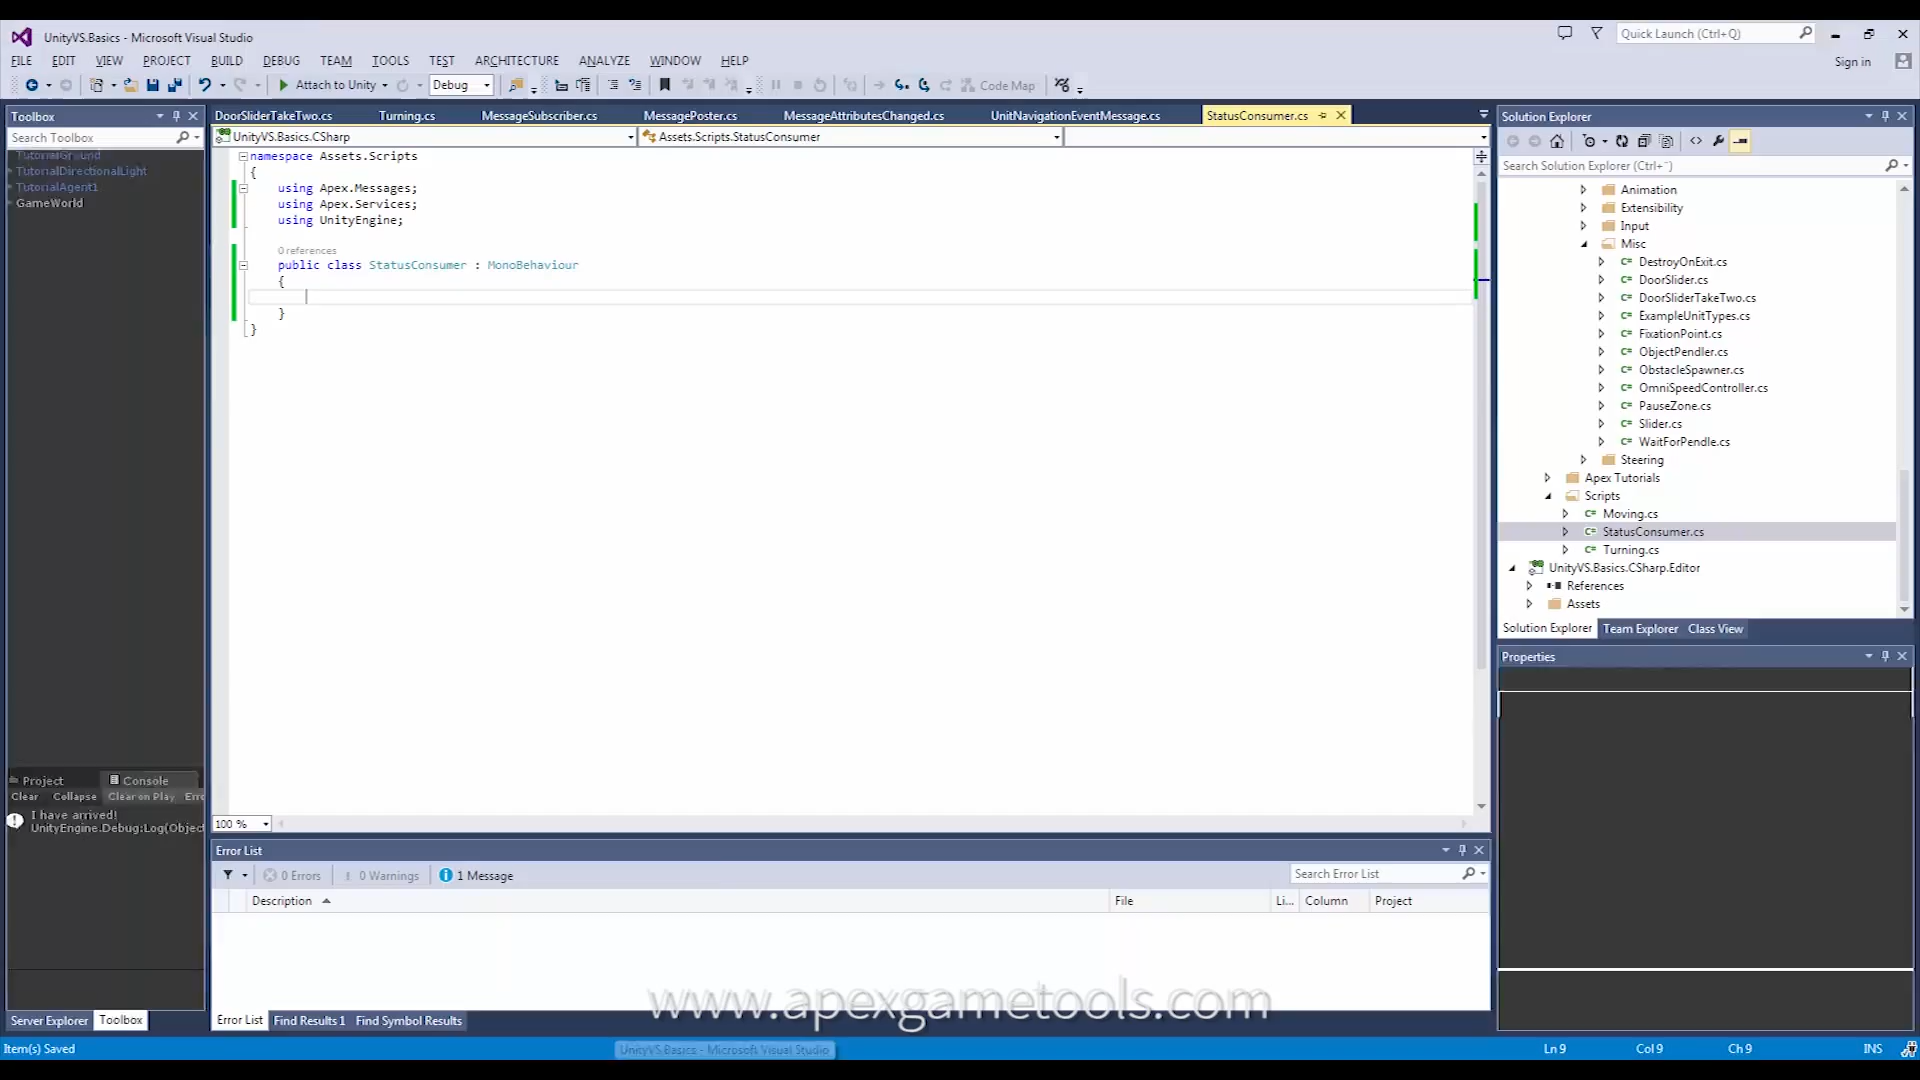 UnityVS.Basics - Microsoft Visual Studio
Quick Launch (Ctrl+Q)
FILE EDIT VIEW PROJECT BUILD DEBUG TEAM TOOLS TEST ARCHITECTURE ANALYZE WINDOW HELP
Sign in
Attach to Unity
Debug
Code Map
Toolbox
Search Toolbox
TutorialGround
TutorialDirectionalLight
TutorialAgent1
GameWorld
Project
Console
Clear Collapse Clear on Play Erro
I have arrived!
UnityEngine.Debug:Log(Object
Server Explorer
Toolbox
DoorSliderTakeTwo.cs Turning.cs MessageSubscriber.cs MessagePoster.cs MessageAttributesChanged.cs UnitNavigationEventMessage.cs StatusConsumer.cs
UnityVS.Basics.CSharp
Assets.Scripts.StatusConsumer
namespace Assets.Scripts
{
using Apex.Messages;
using Apex.Services;
using UnityEngine;
0 references
public class StatusConsumer : MonoBehaviour
{
}
}
100 %
Error List
0 Errors
0 Warnings
1 Message
Search Error List
Description
File
Li...
Column
Project
Error List
Find Results 1
Find Symbol Results
Solution Explorer
Search Solution Explorer (Ctrl+¨)
Animation
Extensibility
Input
Misc
DestroyOnExit.cs
DoorSlider.cs
DoorSliderTakeTwo.cs
ExampleUnitTypes.cs
FixationPoint.cs
ObjectPendler.cs
ObstacleSpawner.cs
OmniSpeedController.cs
PauseZone.cs
Slider.cs
WaitForPendle.cs
Steering
Apex Tutorials
Scripts
Moving.cs
StatusConsumer.cs
Turning.cs
UnityVS.Basics.CSharp.Editor
References
Assets
Solution Explorer
Team Explorer
Class View
Properties
www.apexgametools.com
Item(s) Saved
UnityVS.Basics - Microsoft Visual Studio
Ln 9
Col 9
Ch 9
INS